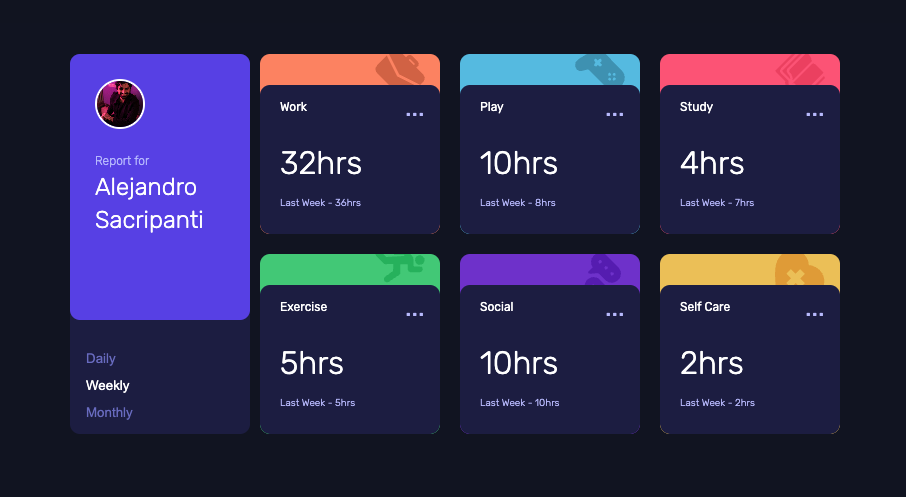 Report for
Alejandro
Sacripanti
Daily
Weekly
Monthly
Work
32hrs
Last Week - 36hrs
Play
10hrs
Last Week - 8hrs
Study
4hrs
Last Week - 7hrs
Exercise
5hrs
Last Week - 5hrs
Social
10hrs
Last Week - 10hrs
Self Care
2hrs
Last Week - 2hrs